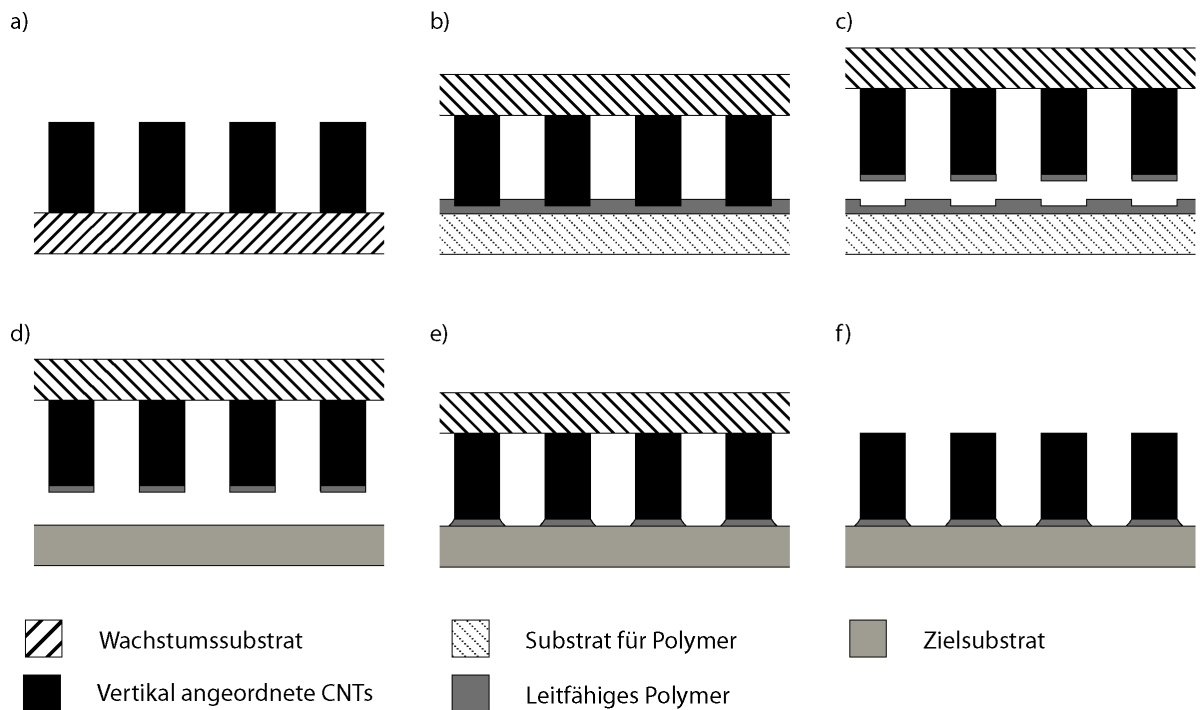 a)
b)
c)
d)
e)
f)
Wachstumssubstrat
Substrat für Polymer
Zielsubstrat
Vertikal angeordnete CNTs
Leitfähiges Polymer